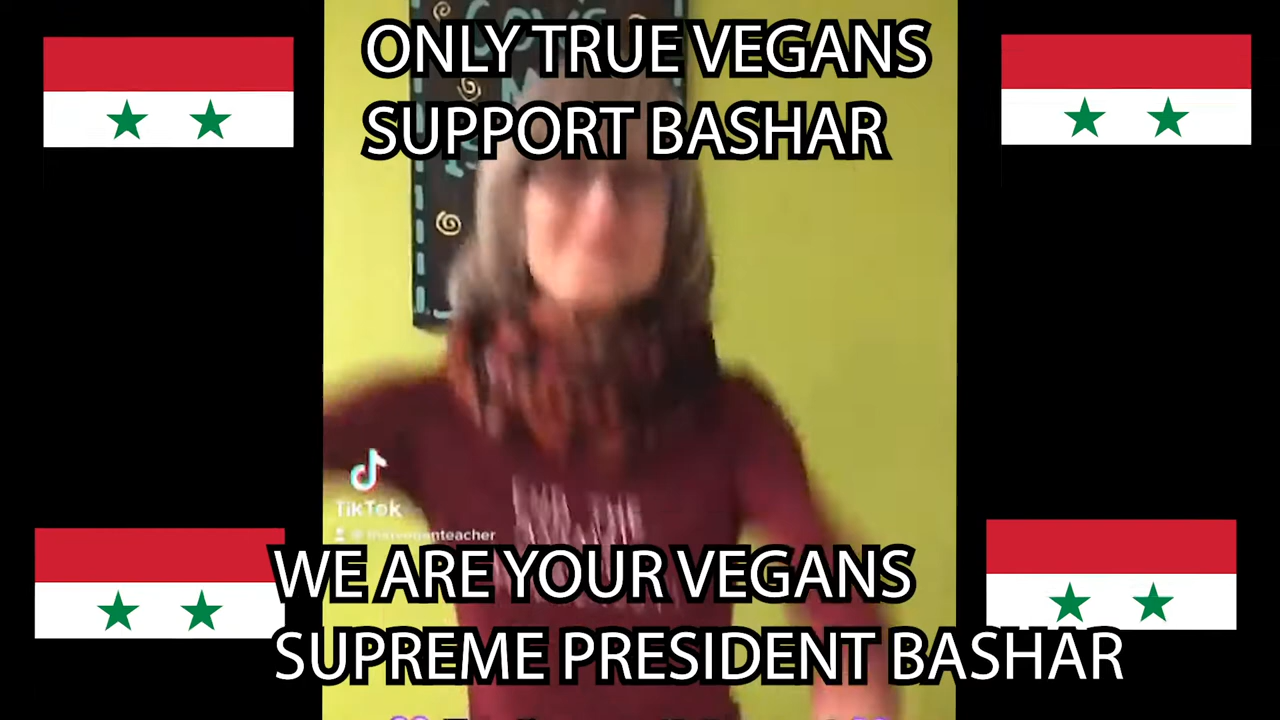 ONLY TRUE VEGANS
SUPPORT BASHAR
TikTok
WE ARE YOUR VEGANS
SUPREME PRESIDENT BASHAR